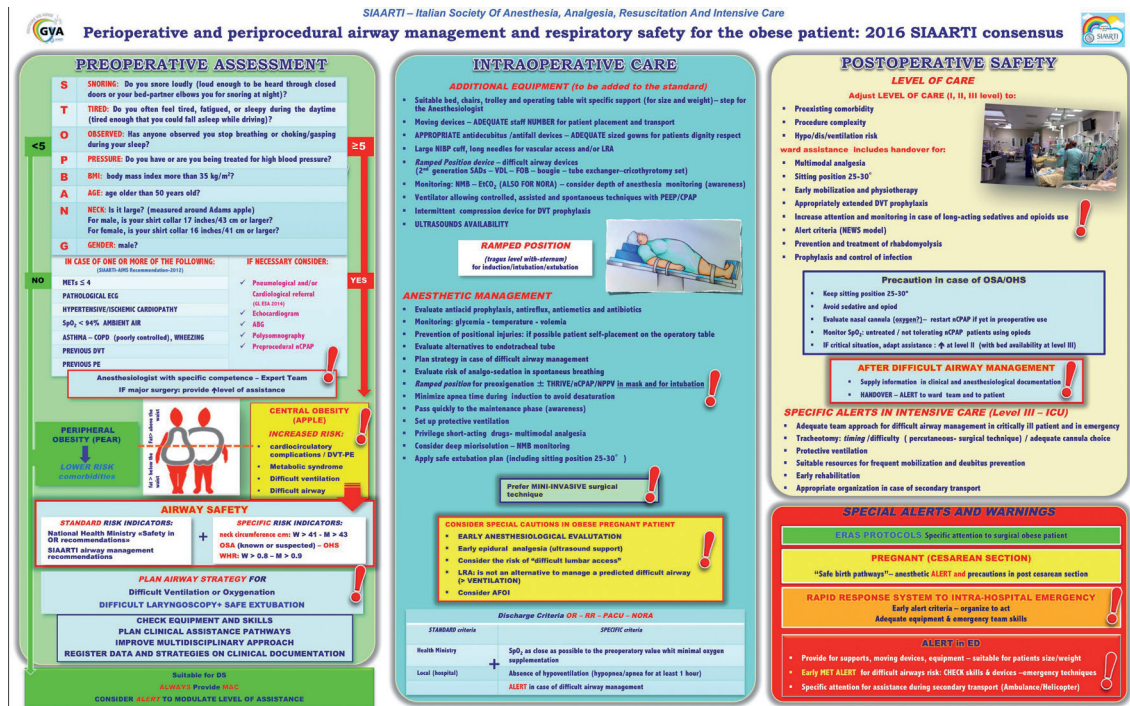 SIAARTI – Italian Society Of Anesthesia, Analgesia, Resuscitation And Intensive Care
GVA
Perioperative and periprocedural airway management and respiratory safety for the obese patient: 2016 SIAARTI consensus
SIAARTI
PREOPERATIVE ASSESSMENT
S SNORING: Do you snore loudly (loud enough to be heard through closed
doors or your bed-partner elbows you for snoring at night)?
T TIRED: Do you often feel tired, fatigued, or sleepy during the daytime
(tired enough that you could fall asleep while driving)?
O OBSERVED: Has anyone observed you stop breathing or choking/gasping
during your sleep?
<5
≥5
P PRESSURE: Do you have or are you being treated for high blood pressure?
B BMI: body mass index more than 35 kg/m²?
A AGE: age older than 50 years old?
N NECK: Is it large? (measured around Adams apple)
For male, is your shirt collar 17 inches/43 cm or larger?
For female, is your shirt collar 16 inches/41 cm or larger?
G GENDER: male?
NO
YES
IN CASE OF ONE OR MORE OF THE FOLLOWING:
(SIAARTI-AIMS Recommendation-2012)
METs ≤ 4
PATHOLOGICAL ECG
HYPERTENSIVE/ISCHEMIC CARDIOPATHY
SpO₂ < 94% AMBIENT AIR
ASTHMA – COPD (poorly controlled), WHEEZING
PREVIOUS DVT
PREVIOUS PE
IF NECESSARY CONSIDER:
✓ Pneumological and/or
Cardiological referral
(GL ESA 2014)
✓ Echocardiogram
✓ ABG
✓ Polysomnography
✓ Preprocedural nCPAP
Anesthesiologist with specific competence – Expert Team
IF major surgery: provide ↑level of assistance
PERIPHERAL
OBESITY (PEAR)
LOWER RISK
comorbidities
fat> above the
waist
fat > below the
waist
CENTRAL OBESITY
(APPLE)
INCREASED RISK:
• cardiocirculatory
complications / DVT-PE
• Metabolic syndrome
• Difficult ventilation
• Difficult airway
AIRWAY SAFETY
STANDARD RISK INDICATORS:
National Health Ministry «Safety in
OR recommendations»
SIAARTI airway management
recommendations
+
SPECIFIC RISK INDICATORS:
neck circumference cm: W > 41 - M > 43
OSA (known or suspected) – OHS
WHR: W > 0.8 – M > 0.9
PLAN AIRWAY STRATEGY FOR
Difficult Ventilation or Oxygenation
DIFFICULT LARYNGOSCOPY+ SAFE EXTUBATION
CHECK EQUIPMENT AND SKILLS
PLAN CLINICAL ASSISTANCE PATHWAYS
IMPROVE MULTIDISCIPLINARY APPROACH
REGISTER DATA AND STRATEGIES ON CLINICAL DOCUMENTATION
Suitable for DS
ALWAYS Provide MAC
CONSIDER ALERT TO MODULATE LEVEL OF ASSISTANCE
INTRAOPERATIVE CARE
ADDITIONAL EQUIPMENT (to be added to the standard)
• Suitable bed, chairs, trolley and operating table wit specific support (for size and weight) – step for
the Anesthesiologist
• Moving devices – ADEQUATE staff NUMBER for patient placement and transport
• APPROPRIATE antidecubitus /antifall devices – ADEQUATE sized gowns for patients dignity respect
• Large NIBP cuff, long needles for vascular access and/or LRA
• Ramped Position device – difficult airway devices
(2nd generation SADs – VDL – FOB – bougie – tube exchanger–cricothyrotomy set)
• Monitoring: NMB – EtCO₂ (ALSO FOR NORA) – consider depth of anesthesia monitoring (awareness)
• Ventilator allowing controlled, assisted and spontaneous techniques with PEEP/CPAP
• Intermittent compression device for DVT prophylaxis
• ULTRASOUNDS AVAILABILITY
RAMPED POSITION
(tragus level with-sternum)
for induction/intubation/extubation
ANESTHETIC MANAGEMENT
• Evaluate antiacid prophylaxis, antireflux, antiemetics and antibiotics
• Monitoring: glycemia - temperature - volemia
• Prevention of positional injuries: if possible patient self-placement on the operatory table
• Evaluate alternatives to endotracheal tube
• Plan strategy in case of difficult airway management
• Evaluate risk of analgo-sedation in spontaneous breathing
• Ramped position for preoxigenation ± THRIVE/nCPAP/NPPV in mask and for intubation
• Minimize apnea time during induction to avoid desaturation
• Pass quickly to the maintenance phase (awareness)
• Set up protective ventilation
• Privilege short-acting drugs- multimodal analgesia
• Consider deep miorisolution – NMB monitoring
• Apply safe extubation plan (including sitting position 25-30° )
Prefer MINI-INVASIVE surgical
technique
CONSIDER SPECIAL CAUTIONS IN OBESE PREGNANT PATIENT
• EARLY ANESTHESIOLOGICAL EVALUTATION
• Early epidural analgesia (ultrasound support)
• Consider the risk of "difficult lumbar access"
• LRA: is not an alternative to manage a predicted difficult airway
(> VENTILATION)
• Consider AFOI
Discharge Criteria OR – RR – PACU – NORA
STANDARD criteria
SPECIFIC criteria
Health Ministry
Local (hospital)
+
SpO₂ as close as possible to the preoperatory value whit minimal oxygen
supplementation
Absence of hypoventilation (hypopnea/apnea for at least 1 hour)
ALERT in case of difficult airway management
POSTOPERATIVE SAFETY
LEVEL OF CARE
Adjust LEVEL OF CARE (I, II, III level) to:
• Preexisting comorbidity
• Procedure complexity
• Hypo/dis/ventilation risk
ward assistance includes handover for:
• Multimodal analgesia
• Sitting position 25-30°
• Early mobilization and physiotherapy
• Appropriately extended DVT prophylaxis
• Increase attention and monitoring in case of long-acting sedatives and opioids use
• Alert criteria (NEWS model)
• Prevention and treatment of rhabdomyolysis
• Prophylaxis and control of infection
Precaution in case of OSA/OHS
• Keep sitting position 25-30°
• Avoid sedative and opiod
• Evaluate nasal cannula (oxygen?) – restart nCPAP if yet in preoperative use
• Monitor SpO₂: untreated / not tolerating nCPAP patients using opiods
• IF critical situation, adapt assistance : ↑ at level II (with bed availability at level III)
AFTER DIFFICULT AIRWAY MANAGEMENT
• Supply information in clinical and anesthesiological documentation
• HANDOVER – ALERT to ward team and to patient
SPECIFIC ALERTS IN INTENSIVE CARE (Level III – ICU)
• Adequate team approach for difficult airway management in critically ill patient and in emergency
• Tracheotomy: timing /difficulty ( percutaneous- surgical technique) / adequate cannula choice
• Protective ventilation
• Suitable resources for frequent mobilization and deubitus prevention
• Early rehabilitation
• Appropriate organization in case of secondary transport
SPECIAL ALERTS AND WARNINGS
ERAS PROTOCOLS Specific attention to surgical obese patient
PREGNANT (CESAREAN SECTION)
"Safe birth pathways"– anesthetic ALERT and precautions in post cesarean section
RAPID RESPONSE SYSTEM TO INTRA-HOSPITAL EMERGENCY
Early alert criteria – organize to act
Adequate equipment & emergency team skills
ALERT in ED
• Provide for supports, moving devices, equipment – suitable for patients size/weight
• Early MET ALERT for difficult airways risk: CHECK skills & devices –emergency techniques
• Specific attention for assistance during secondary transport (Ambulance/Helicopter)